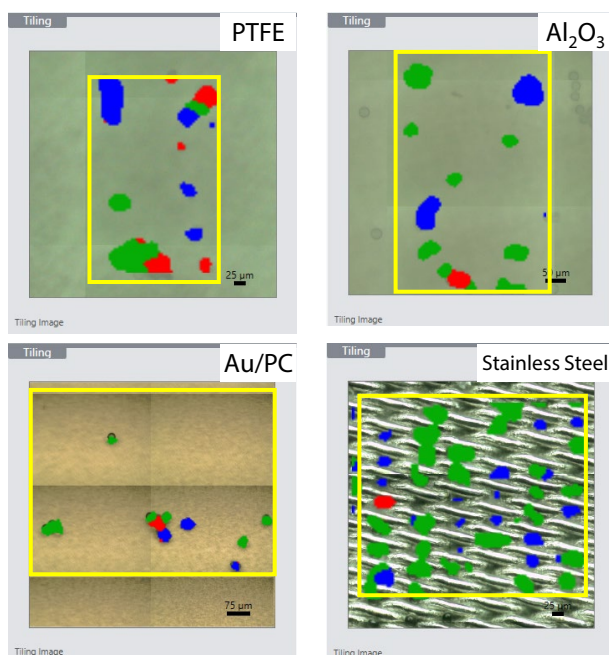 Tiling
PTFE
25 µm
Tiling Image
Tiling
Al₂O₃
50 µm
Tiling Image
Tiling
Au/PC
75 µm
Tiling Image
Tiling
Stainless Steel
25 µm
Tiling Image